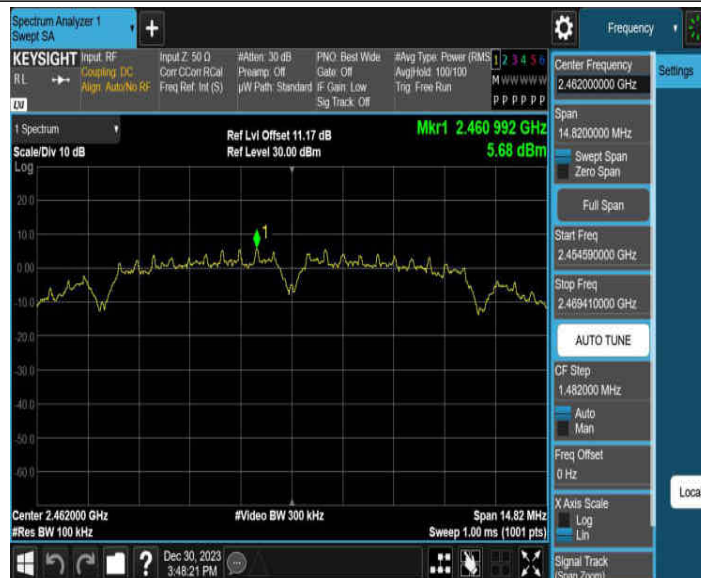 Spectrum Analyzer 1
Swept SA
+
Frequency
KEYSIGHT
RL
LXI
Input: RF
Coupling: DC
Align: Auto/No RF
Input Z: 50 Ω
Corr CCorr RCal
Freq Ref: Int (S)
#Atten: 30 dB
Preamp: Off
µW Path: Standard
PNO: Best Wide
Gate: Off
IF Gain: Low
Sig Track: Off
#Avg Type: Power (RMS
Avg|Hold: 100/100
Trig: Free Run
1 2 3 4 5 6
M W W W W W
P P P P P P
1 Spectrum
Scale/Div 10 dB
Log
Ref Lvl Offset 11.17 dB
Ref Level 30.00 dBm
Mkr1 2.460 992 GHz
5.68 dBm
1
20.0
10.0
0.00
-10.0
-20.0
-30.0
-40.0
-50.0
-60.0
Center 2.462000 GHz
#Res BW 100 kHz
#Video BW 300 kHz
Span 14.82 MHz
Sweep 1.00 ms (1001 pts)
Dec 30, 2023
3:48:21 PM
Center Frequency
2.462000000 GHz
Span
14.8200000 MHz
Swept Span
Zero Span
Full Span
Start Freq
2.454590000 GHz
Stop Freq
2.469410000 GHz
AUTO TUNE
CF Step
1.482000 MHz
Auto
Man
Freq Offset
0 Hz
X Axis Scale
Log
Lin
Signal Track
(Span Zoom)
Settings
Loca